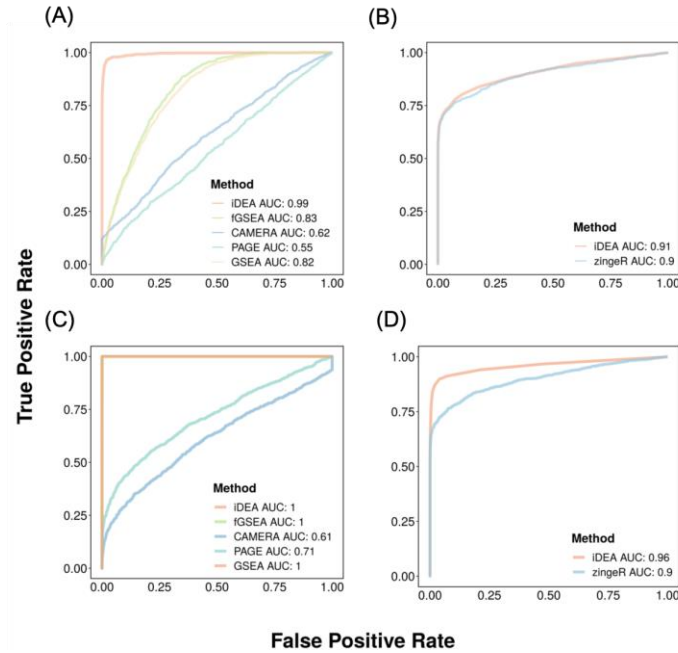 (A)
1.00
0.75
0.50
0.25
0.00
Method
iDEA AUC: 0.99
fGSEA AUC: 0.83
CAMERA AUC: 0.62
PAGE AUC: 0.55
GSEA AUC: 0.82
0.00 0.25 0.50 0.75 1.00
(B)
1.00
0.75
0.50
0.25
0.00
Method
iDEA AUC: 0.91
zingeR AUC: 0.9
0.00 0.25 0.50 0.75 1.00
True Positive Rate
(C)
1.00
0.75
0.50
0.25
0.00
Method
iDEA AUC: 1
fGSEA AUC: 1
CAMERA AUC: 0.61
PAGE AUC: 0.71
GSEA AUC: 1
0.00 0.25 0.50 0.75 1.00
(D)
1.00
0.75
0.50
0.25
0.00
Method
iDEA AUC: 0.96
zingeR AUC: 0.9
0.00 0.25 0.50 0.75 1.00
False Positive Rate